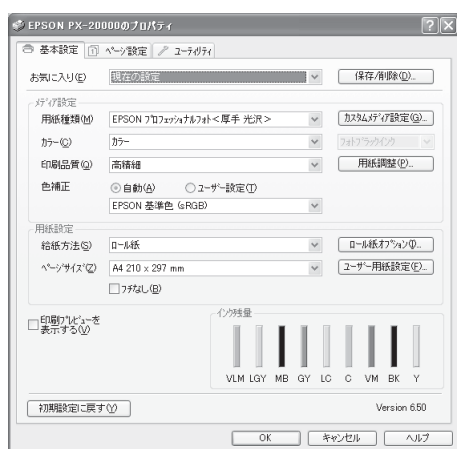 EPSON PX-20000のプロパティ
基本設定 ページ設定 ユーティリティ
お気に入り(E) 現在の設定 保存/削除(D)...
メディア設定
用紙種類(M) EPSON プロフェッショナルフォト<厚手 光沢> カスタムメディア設定(G)...
カラー(C) カラー フォトブラックインク
印刷品質(Q) 高精細 用紙調整(P)...
色補正 自動(A) ユーザー設定(T)
EPSON 基準色 (sRGB)
用紙設定
給紙方法(S) ロール紙 ロール紙オプション(I)...
ページサイズ(Z) A4 210 x 297 mm ユーザー用紙設定(F)...
フチなし(B)
印刷プレビューを
表示する(V)
インク残量
VLM LGY MB GY LC C VM BK Y
初期設定に戻す(Y) Version 6.50
OK キャンセル ヘルプ